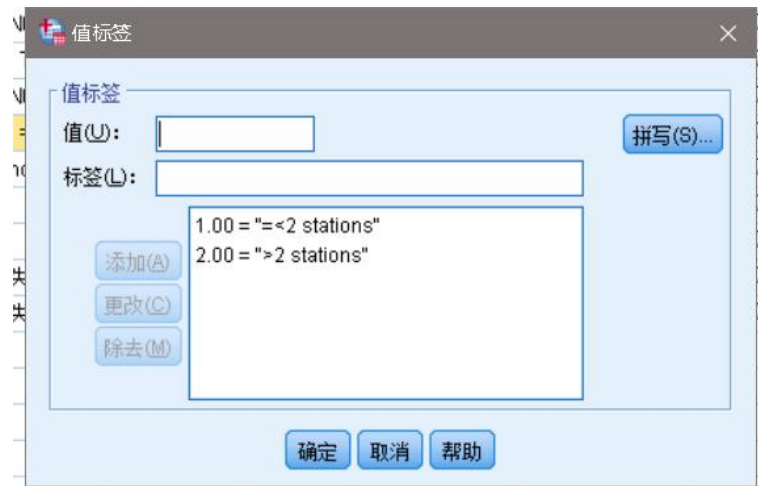 值标签
值标签
值(U):
拼写(S)...
标签(L):
1.00 = "=<2 stations"
2.00 = ">2 stations"
添加(A)
更改(C)
除去(M)
确定 取消 帮助